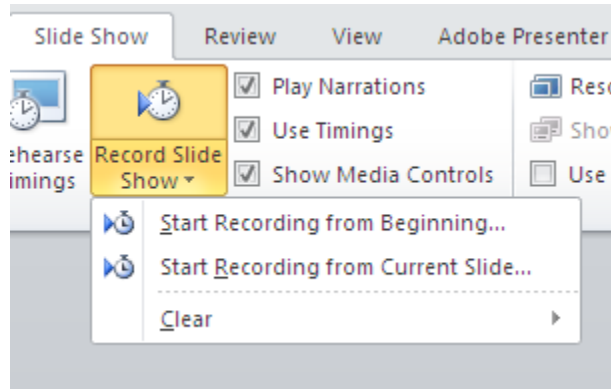 Slide Show Review View Adobe Presenter
Play Narrations
Use Timings
Show Media Controls
Record Slide
Show
Use
Start Recording from Beginning...
Start Recording from Current Slide...
Clear